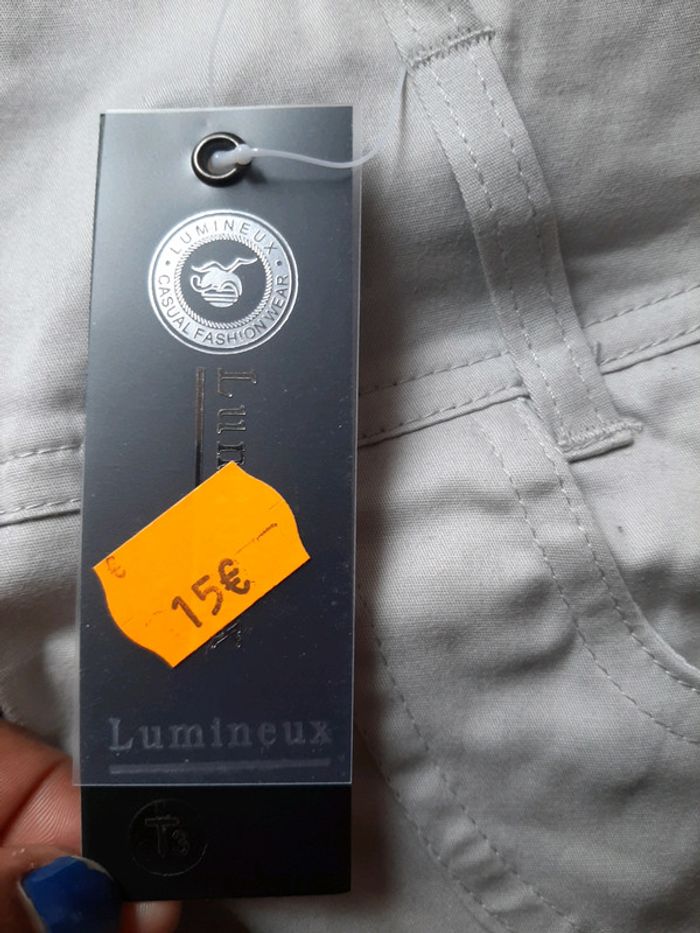 LUMINEUX
CASUAL FASHION WEAR
€
15€
Lumineux
T3